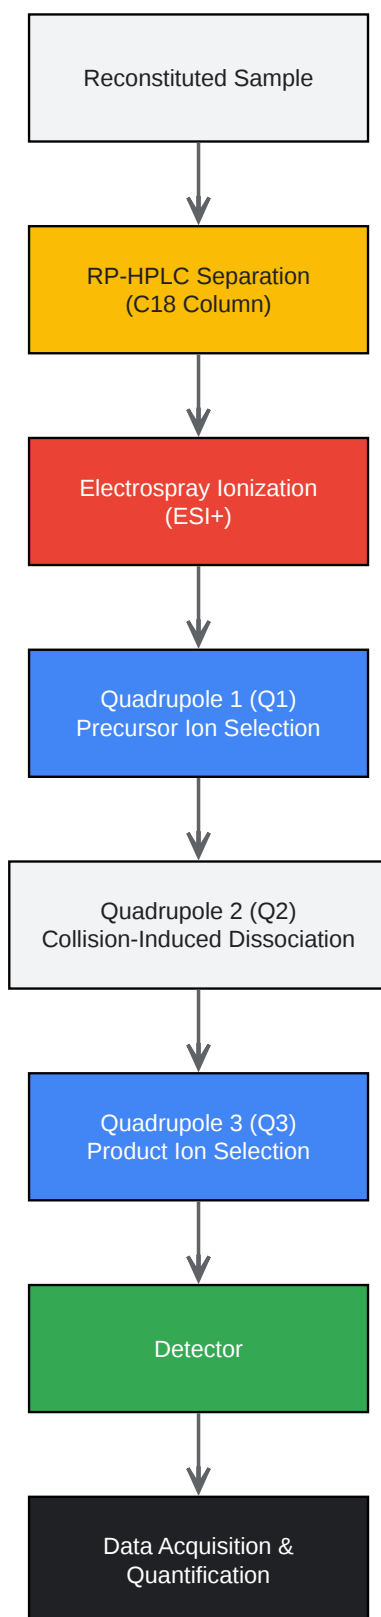 Reconstituted Sample
RP-HPLC Separation
(C18 Column)
Electrospray Ionization
(ESI+)
Quadrupole 1 (Q1)
Precursor Ion Selection
Quadrupole 2 (Q2)
Collision-Induced Dissociation
Quadrupole 3 (Q3)
Product Ion Selection
Detector
Data Acquisition &
Quantification